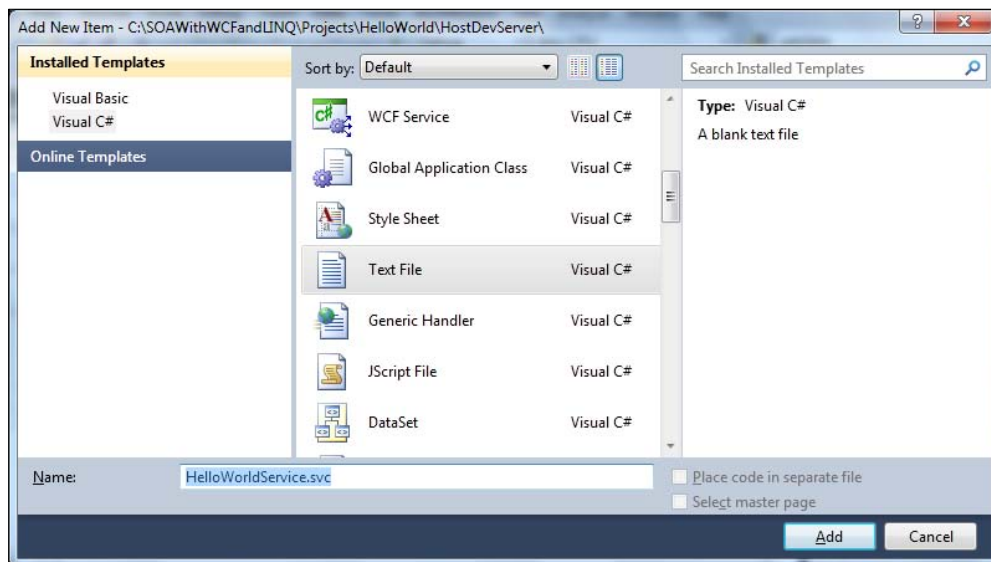 Add New Item - C:\SOAWithWCFandLINQ\Projects\HelloWorld\HostDevServer\
Installed Templates
Visual Basic
Visual C#
Online Templates
Sort by: Default
Search Installed Templates
WCF Service Visual C#
Global Application Class Visual C#
Style Sheet Visual C#
Text File Visual C#
Generic Handler Visual C#
JScript File Visual C#
DataSet Visual C#
Type: Visual C#
A blank text file
Name: HelloWorldService.svc
Place code in separate file
Select master page
Add Cancel